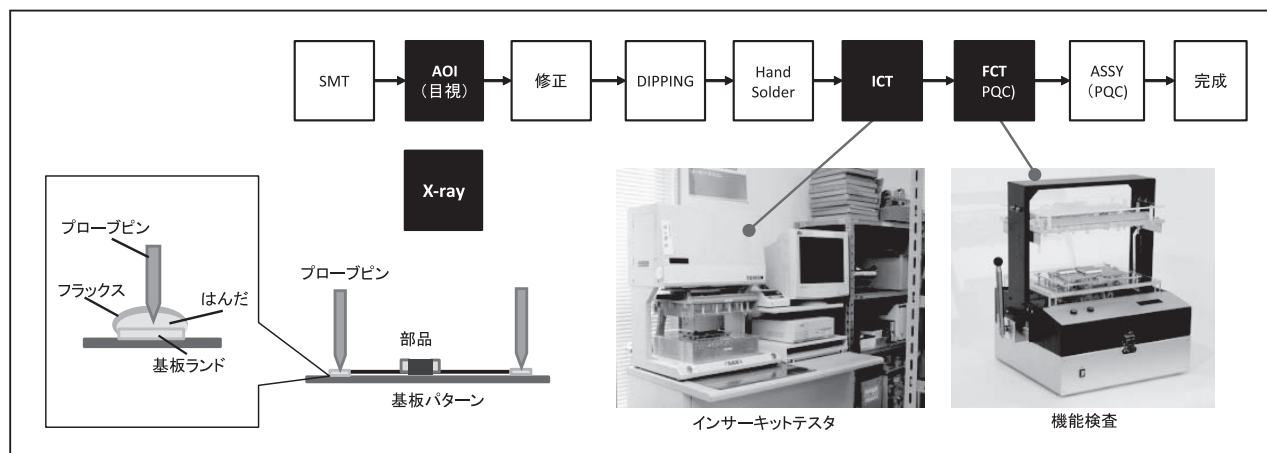 SMT
AOI
（目視）
修正
DIPPING
Hand
Solder
ICT
FCT
PQC)
ASSY
（PQC)
完成
X-ray
プローブピン
フラックス
はんだ
基板ランド
プローブピン
部品
基板パターン
インサーキットテスタ
機能検査